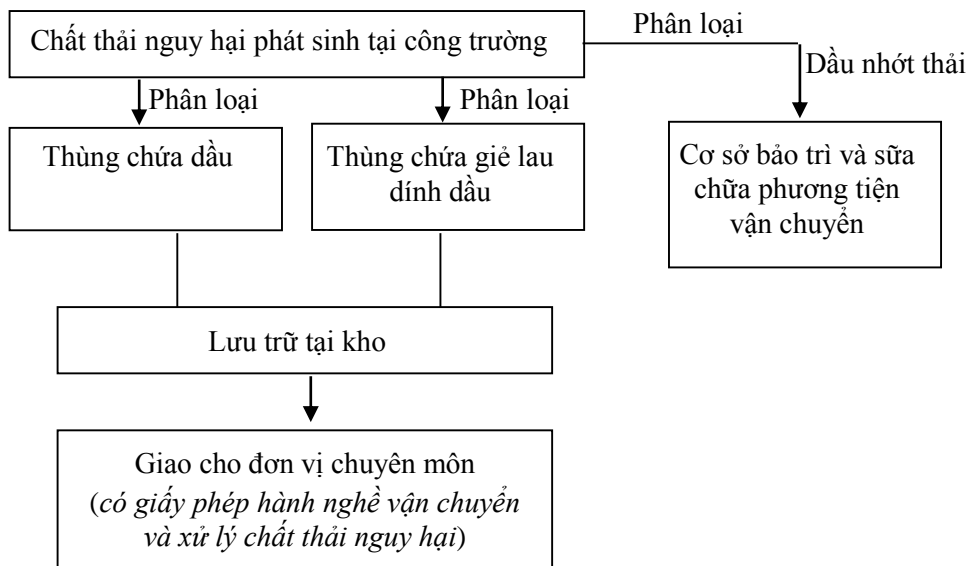 Chất thải nguy hại phát sinh tại công trường
Phân loại
Dầu nhớt thải
Phân loại
Phân loại
Thùng chứa dầu
Thùng chứa giẻ lau
dính dầu
Cơ sở bảo trì và sữa
chữa phương tiện
vận chuyển
Lưu trữ tại kho
Giao cho đơn vị chuyên môn
(có giấy phép hành nghề vận chuyển
và xử lý chất thải nguy hại)